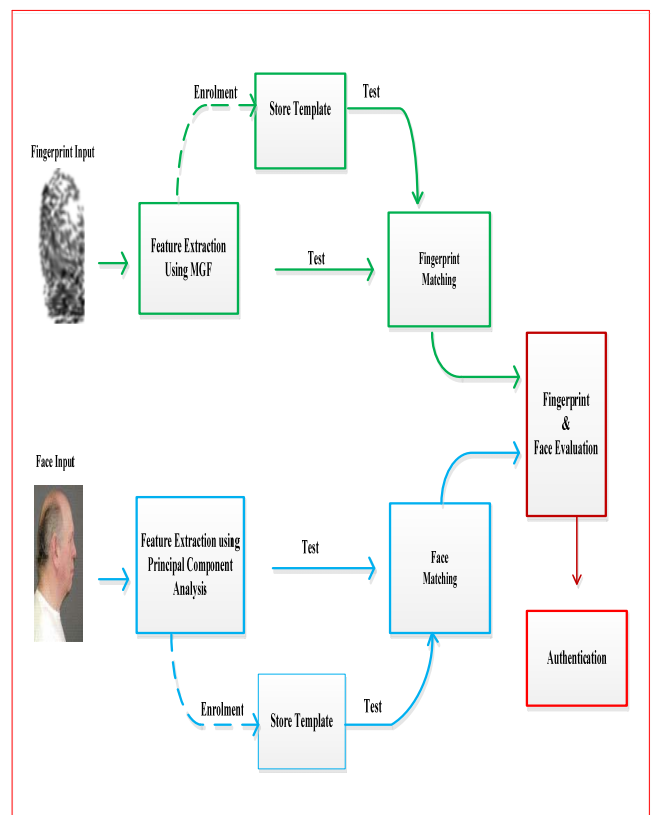 Enrolment
Store Template
Test
Fingerprint Input
Feature Extraction
Using MGF
Test
Fingerprint
Matching
Fingerprint
&
Face Evaluation
Face Input
Feature Extraction using
Principal Component
Analysis
Test
Face
Matching
Enrolment
Store Template
Test
Authentication